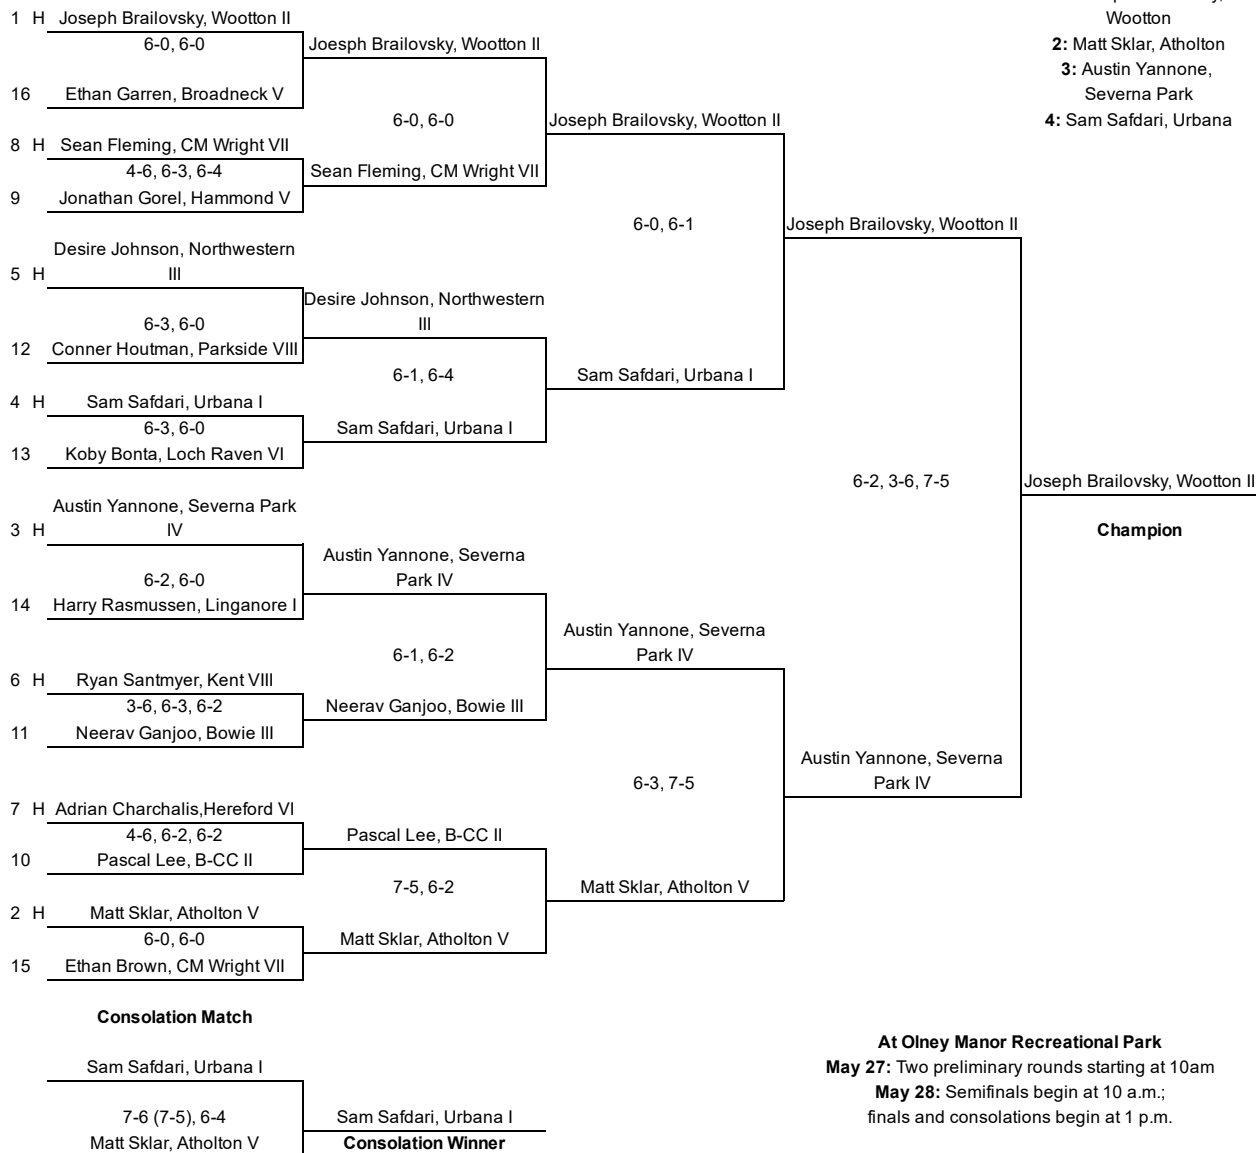 1 H Joseph Brailovsky, Wootton II
6-0, 6-0
16 Ethan Garren, Broadneck V
8 H Sean Fleming, CM Wright VII
4-6, 6-3, 6-4
9 Jonathan Gorel, Hammond V
Desire Johnson, Northwestern
5 H III
6-3, 6-0
12 Conner Houtman, Parkside VIII
4 H Sam Safdari, Urbana I
6-3, 6-0
13 Koby Bonta, Loch Raven VI
Austin Yannone, Severna Park
3 H IV
6-2, 6-0
14 Harry Rasmussen, Linganore I
6 H Ryan Santmyer, Kent VIII
3-6, 6-3, 6-2
11 Neerav Ganjoo, Bowie III
7 H Adrian Charchalis,Hereford VI
4-6, 6-2, 6-2
10 Pascal Lee, B-CC II
2 H Matt Sklar, Atholton V
6-0, 6-0
15 Ethan Brown, CM Wright VII
Joesph Brailovsky, Wootton II
6-0, 6-0
Sean Fleming, CM Wright VII
Desire Johnson, Northwestern
III
6-1, 6-4
Sam Safdari, Urbana I
Austin Yannone, Severna
Park IV
6-1, 6-2
Neerav Ganjoo, Bowie III
Pascal Lee, B-CC II
7-5, 6-2
Matt Sklar, Atholton V
Joseph Brailovsky, Wootton II
6-0, 6-1
Sam Safdari, Urbana I
Austin Yannone, Severna
Park IV
6-3, 7-5
Matt Sklar, Atholton V
Joseph Brailovsky, Wootton II
6-2, 3-6, 7-5
Austin Yannone, Severna
Park IV
Joseph Brailovsky, Wootton II
Champion
Wootton
2: Matt Sklar, Atholton
3: Austin Yannone,
Severna Park
4: Sam Safdari, Urbana
Consolation Match
Sam Safdari, Urbana I
7-6 (7-5), 6-4
Matt Sklar, Atholton V
Sam Safdari, Urbana I
Consolation Winner
At Olney Manor Recreational Park
May 27: Two preliminary rounds starting at 10am
May 28: Semifinals begin at 10 a.m.;
finals and consolations begin at 1 p.m.